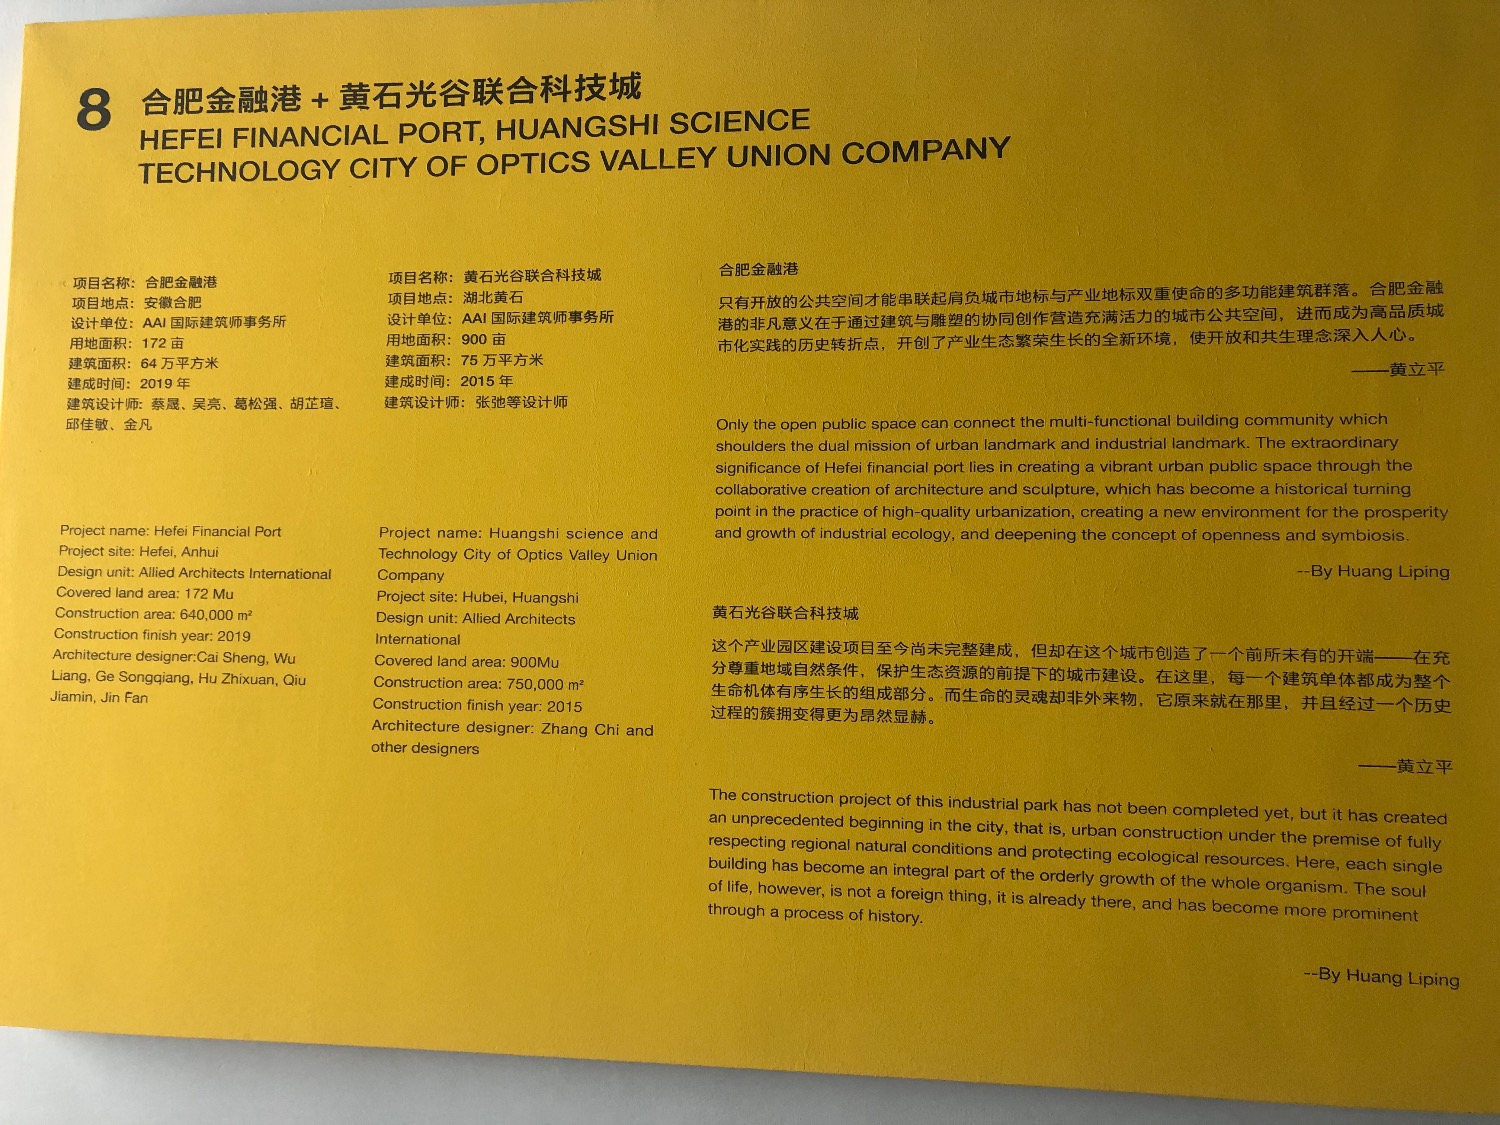 8
合肥金融港 + 黄石光谷联合科技城
HEFEI FINANCIAL PORT, HUANGSHI SCIENCE
TECHNOLOGY CITY OF OPTICS VALLEY UNION COMPANY
项目名称：合肥金融港
项目地点：安徽合肥
设计单位：AAI 国际建筑师事务所
用地面积：172 亩
建筑面积：64 万平方米
建成时间：2019 年
建筑设计师：蔡晟、吴亮、葛松强、胡芷瑄、
邱佳敏、金凡
项目名称：黄石光谷联合科技城
项目地点：湖北黄石
设计单位：AAI 国际建筑师事务所
用地面积：900 亩
建筑面积：75 万平方米
建成时间：2015 年
建筑设计师：张弛等设计师
Project name: Hefei Financial Port
Project site: Hefei, Anhui
Design unit: Allied Architects International
Covered land area: 172 Mu
Construction area: 640,000 m²
Construction finish year: 2019
Architecture designer:Cai Sheng, Wu
Liang, Ge Songqiang, Hu Zhixuan, Qiu
Jiamin, Jin Fan
Project name: Huangshi science and
Technology City of Optics Valley Union
Company
Project site: Hubei, Huangshi
Design unit: Allied Architects
International
Covered land area: 900Mu
Construction area: 750,000 m²
Construction finish year: 2015
Architecture designer: Zhang Chi and
other designers
合肥金融港
只有开放的公共空间才能串联起肩负城市地标与产业地标双重使命的多功能建筑群落。合肥金融
港的非凡意义在于通过建筑与雕塑的协同创作营造充满活力的城市公共空间，进而成为高品质城
市化实践的历史转折点，开创了产业生态繁荣生长的全新环境，使开放和共生理念深入人心。
——黄立平
Only the open public space can connect the multi-functional building community which
shoulders the dual mission of urban landmark and industrial landmark. The extraordinary
significance of Hefei financial port lies in creating a vibrant urban public space through the
collaborative creation of architecture and sculpture, which has become a historical turning
point in the practice of high-quality urbanization, creating a new environment for the prosperity
and growth of industrial ecology, and deepening the concept of openness and symbiosis.
--By Huang Liping
黄石光谷联合科技城
这个产业园区建设项目至今尚未完整建成，但却在这个城市创造了一个前所未有的开端——在充
分尊重地域自然条件，保护生态资源的前提下的城市建设。在这里，每一个建筑单体都成为整个
生命机体有序生长的组成部分。而生命的灵魂却非外来物，它原来就在那里，并且经过一个历史
过程的簇拥变得更为昂然显赫。
——黄立平
The construction project of this industrial park has not been completed yet, but it has created
an unprecedented beginning in the city, that is, urban construction under the premise of fully
respecting regional natural conditions and protecting ecological resources. Here, each single
building has become an integral part of the orderly growth of the whole organism. The soul
of life, however, is not a foreign thing, it is already there, and has become more prominent
through a process of history.
--By Huang Liping